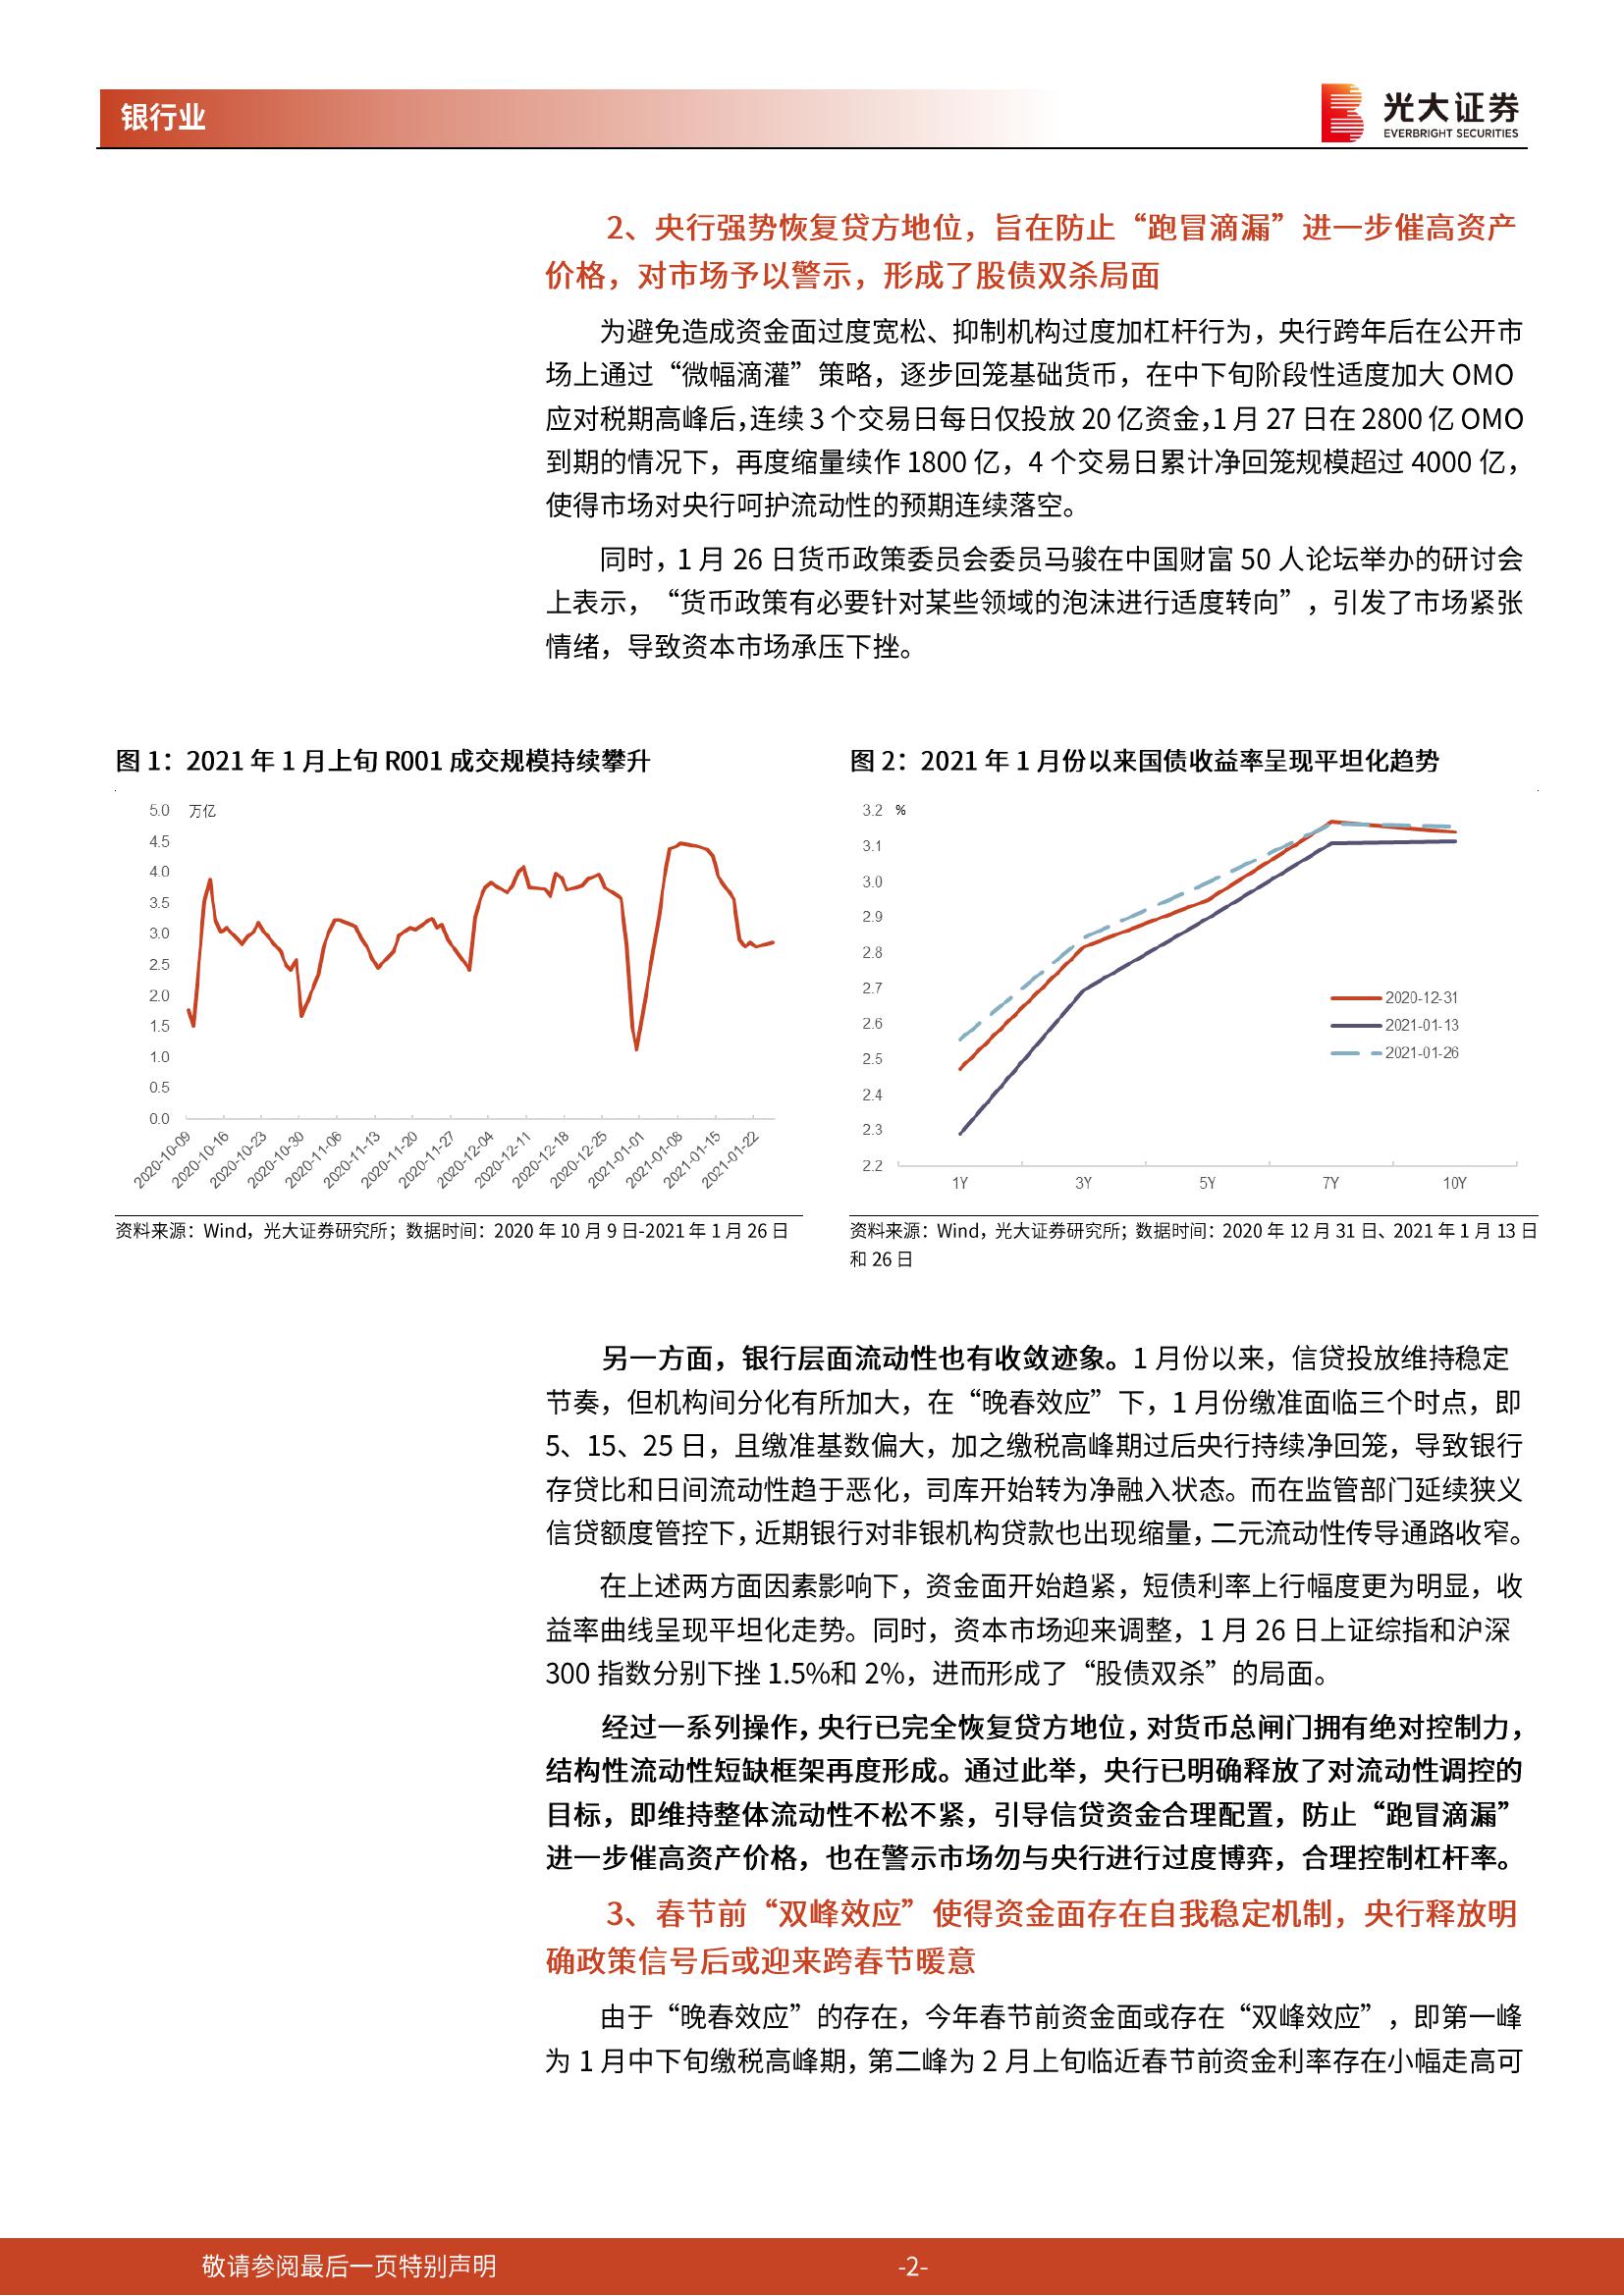 银行业
光大证券
EVERBRIGHT SECURITIES
2、央行强势恢复贷方地位，旨在防止“跑冒滴漏”进一步催高资产
价格，对市场予以警示，形成了股债双杀局面
为避免造成资金面过度宽松、抑制机构过度加杠杆行为，央行跨年后在公开市
场上通过“微幅滴灌”策略，逐步回笼基础货币，在中下旬阶段性适度加大 OMO
应对税期高峰后，连续 3 个交易日每日仅投放 20 亿资金，1 月 27 日在 2800 亿 OMO
到期的情况下，再度缩量续作 1800 亿，4 个交易日累计净回笼规模超过 4000 亿，
使得市场对央行呵护流动性的预期连续落空。
同时，1 月 26 日货币政策委员会委员马骏在中国财富 50 人论坛举办的研讨会
上表示，“货币政策有必要针对某些领域的泡沫进行适度转向”，引发了市场紧张
情绪，导致资本市场承压下挫。
图 1：2021 年 1 月上旬 R001 成交规模持续攀升
5.0 万亿
4.5
4.0
3.5
3.0
2.5
2.0
1.5
1.0
0.5
0.0
2020-10-09
2020-10-16
2020-10-23
2020-10-30
2020-11-06
2020-11-13
2020-11-20
2020-11-27
2020-12-04
2020-12-11
2020-12-18
2020-12-25
2021-01-01
2021-01-08
2021-01-15
2021-01-22
资料来源：Wind，光大证券研究所；数据时间：2020 年 10 月 9 日-2021 年 1 月 26 日
图 2：2021 年 1 月份以来国债收益率呈现平坦化趋势
3.2 %
3.1
3.0
2.9
2.8
2.7
2.6
2.5
2.4
2.3
2.2
2020-12-31
2021-01-13
2021-01-26
1Y 3Y 5Y 7Y 10Y
资料来源：Wind，光大证券研究所；数据时间：2020 年 12 月 31 日、2021 年 1 月 13 日
和 26 日
另一方面，银行层面流动性也有收敛迹象。1 月份以来，信贷投放维持稳定
节奏，但机构间分化有所加大，在“晚春效应”下，1 月份缴准面临三个时点，即
5、15、25 日，且缴准基数偏大，加之缴税高峰期过后央行持续净回笼，导致银行
存贷比和日间流动性趋于恶化，司库开始转为净融入状态。而在监管部门延续狭义
信贷额度管控下，近期银行对非银机构贷款也出现缩量，二元流动性传导通路收窄。
在上述两方面因素影响下，资金面开始趋紧，短债利率上行幅度更为明显，收
益率曲线呈现平坦化走势。同时，资本市场迎来调整，1 月 26 日上证综指和沪深
300 指数分别下挫 1.5%和 2%，进而形成了“股债双杀”的局面。
经过一系列操作，央行已完全恢复贷方地位，对货币总闸门拥有绝对控制力，
结构性流动性短缺框架再度形成。通过此举，央行已明确释放了对流动性调控的
目标，即维持整体流动性不松不紧，引导信贷资金合理配置，防止“跑冒滴漏”
进一步催高资产价格，也在警示市场勿与央行进行过度博弈，合理控制杠杆率。
3、春节前“双峰效应”使得资金面存在自我稳定机制，央行释放明
确政策信号后或迎来跨春节暖意
由于“晚春效应”的存在，今年春节前资金面或存在“双峰效应”，即第一峰
为 1 月中下旬缴税高峰期，第二峰为 2 月上旬临近春节前资金利率存在小幅走高可
敬请参阅最后一页特别声明
-2-